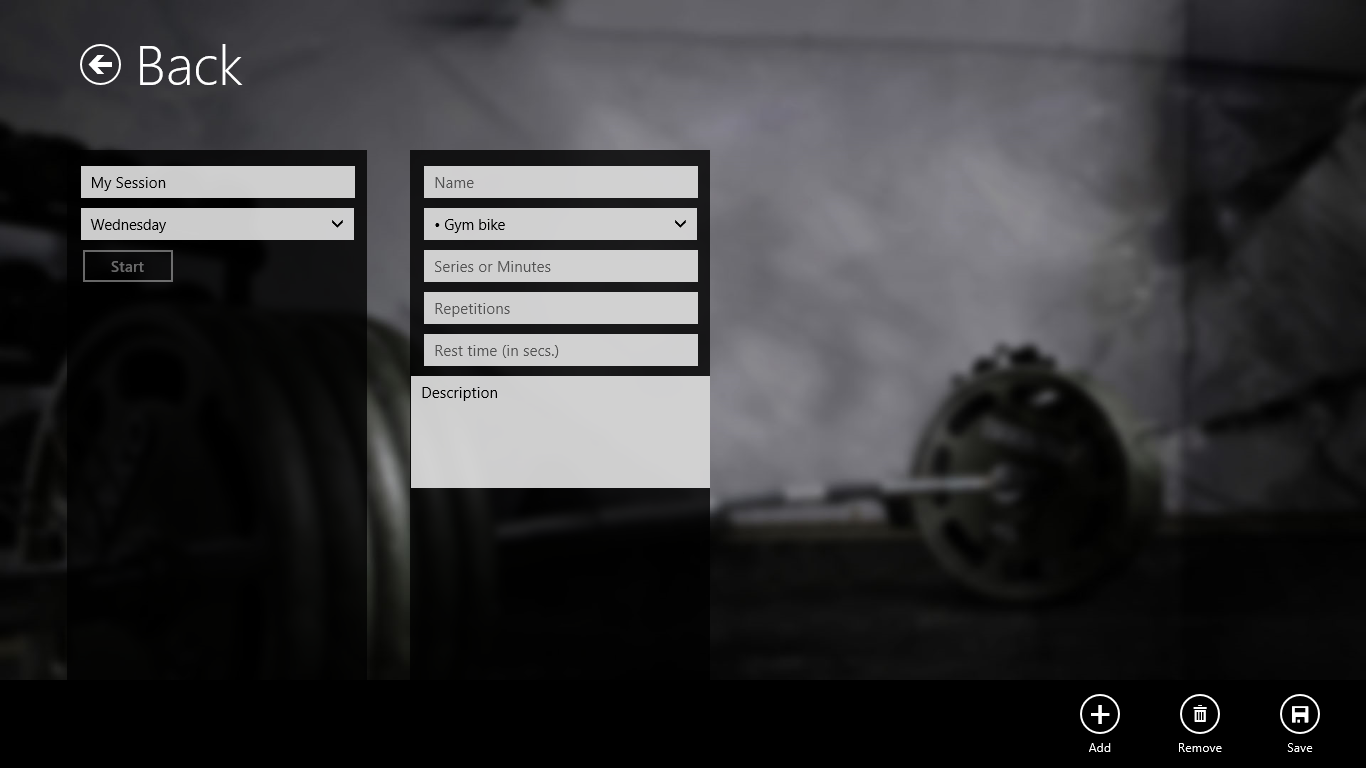 Back
My Session
Wednesday
Start
Name
• Gym bike
Series or Minutes
Repetitions
Rest time (in secs.)
Description
Add
Remove
Save